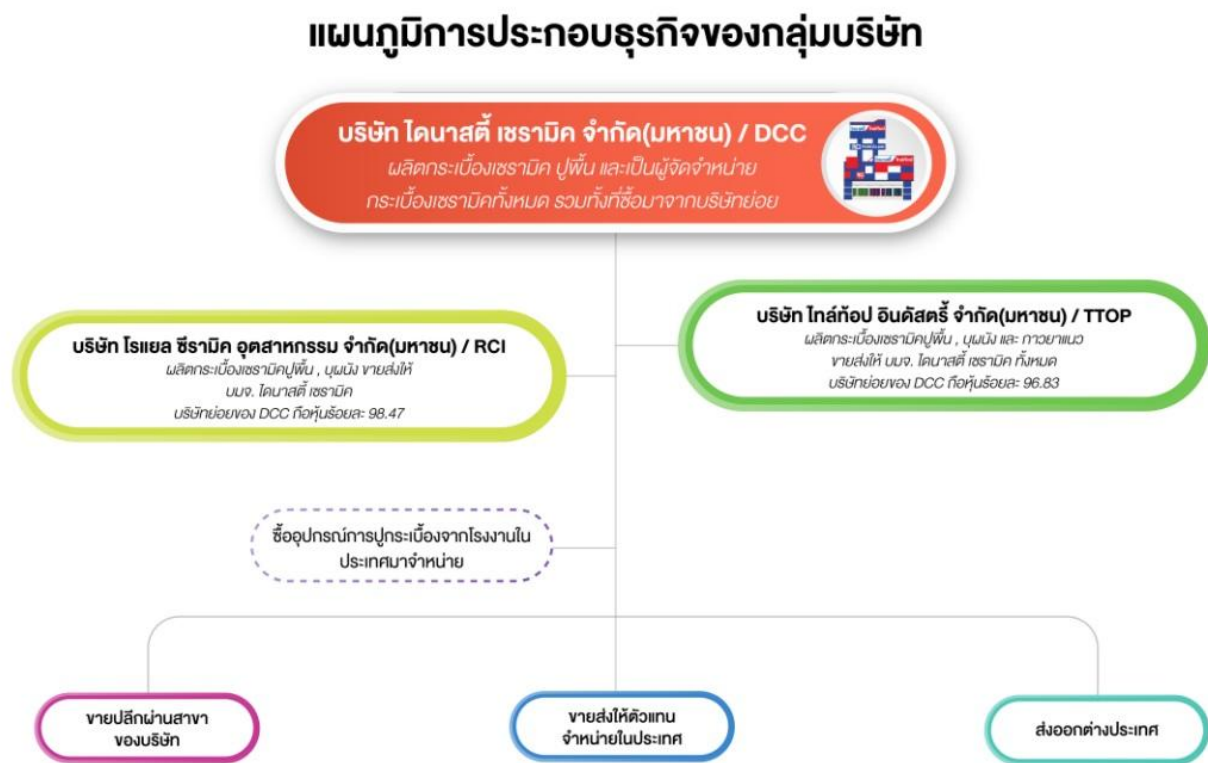 แผนภูมิการประกอบธุรกิจของกลุ่มบริษัท
บริษัท ไดนาสตี้ เซรามิค จำกัด(มหาชน) / DCC
ผลิตกระเบื้องเซรามิค ปูพื้น และเป็นผู้จัดจำหน่าย
กระเบื้องเซรามิคทั้งหมด รวมทั้งที่ซื้อมาจากบริษัทย่อย
บริษัท โรแยล ซีรามิค อุตสาหกรรม จำกัด(มหาชน) / RCI
ผลิตกระเบื้องเซรามิคปูพื้น , บุผนัง ขายส่งให้
บมจ. ไดนาสตี้ เซรามิค
บริษัทย่อยของ DCC ถือหุ้นร้อยละ 98.47
บริษัท ไทล์ท้อป อินดัสตรี้ จำกัด(มหาชน) / TTOP
ผลิตกระเบื้องเซรามิคปูพื้น , บุผนัง และ กาวยาแนว
ขายส่งให้ บมจ. ไดนาสตี้ เซรามิค ทั้งหมด
บริษัทย่อยของ DCC ถือหุ้นร้อยละ 96.83
ซื้ออุปกรณ์การปูกระเบื้องจากโรงงานใน
ประเทศมาจำหน่าย
ขายปลีกผ่านสาขา
ของบริษัท
ขายส่งให้ตัวแทน
จำหน่ายในประเทศ
ส่งออกต่างประเทศ